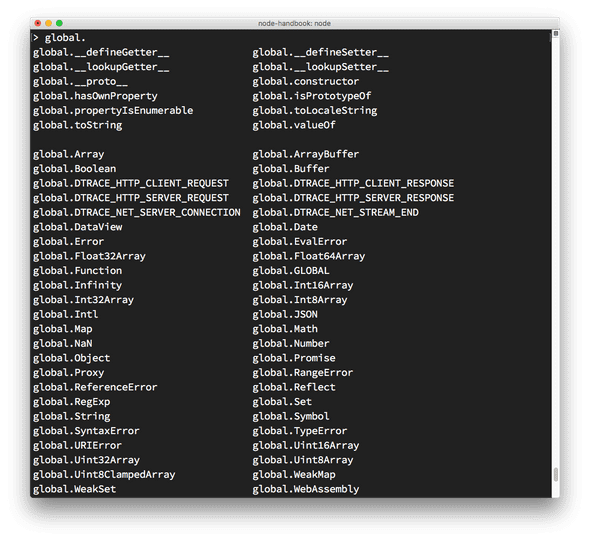 node-handbook: node
> global.
global.__defineGetter__ global.__defineSetter__
global.__lookupGetter__ global.__lookupSetter__
global.__proto__ global.constructor
global.hasOwnProperty global.isPrototypeOf
global.propertyIsEnumerable global.toLocaleString
global.toString global.valueOf
global.Array global.ArrayBuffer
global.Boolean global.Buffer
global.DTRACE_HTTP_CLIENT_REQUEST global.DTRACE_HTTP_CLIENT_RESPONSE
global.DTRACE_HTTP_SERVER_REQUEST global.DTRACE_HTTP_SERVER_RESPONSE
global.DTRACE_NET_SERVER_CONNECTION global.DTRACE_NET_STREAM_END
global.DataView global.Date
global.Error global.EvalError
global.Float32Array global.Float64Array
global.Function global.GLOBAL
global.Infinity global.Int16Array
global.Int32Array global.Int8Array
global.Intl global.JSON
global.Map global.Math
global.NaN global.Number
global.Object global.Promise
global.Proxy global.RangeError
global.ReferenceError global.Reflect
global.RegExp global.Set
global.String global.Symbol
global.SyntaxError global.TypeError
global.URIError global.Uint16Array
global.Uint32Array global.Uint8Array
global.Uint8ClampedArray global.WeakMap
global.WeakSet global.WebAssembly